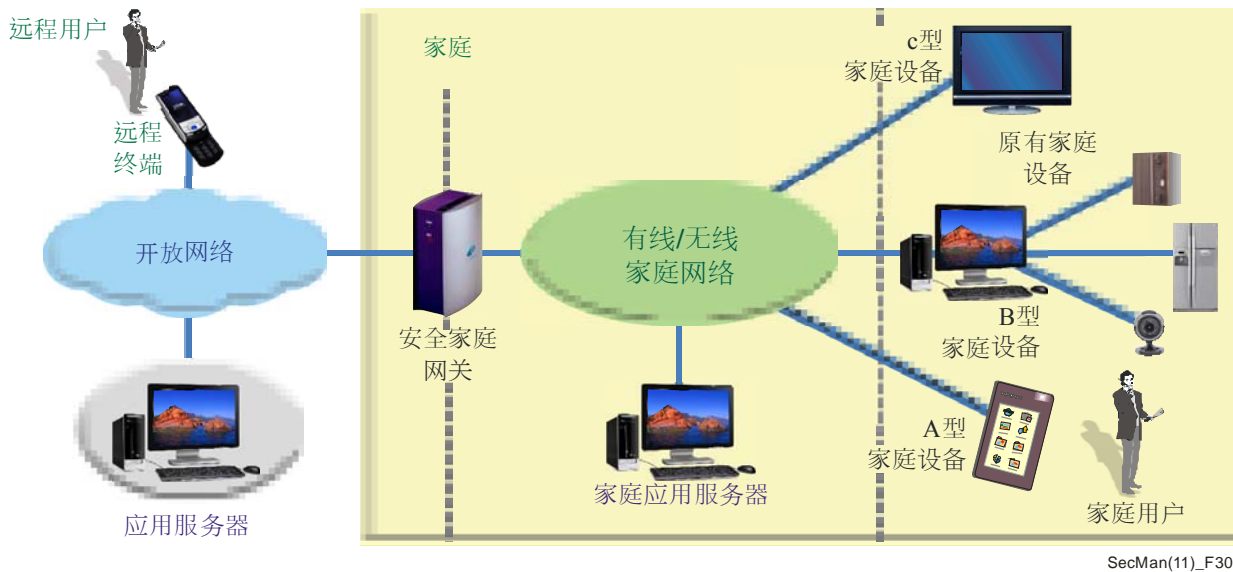 远程用户
远程
终端
开放网络
应用服务器
家庭
安全家庭
网关
有线/无线
家庭网络
家庭应用服务器
c型
家庭设备
原有家庭
设备
B型
家庭设备
A型
家庭设备
家庭用户
SecMan(11)_F30